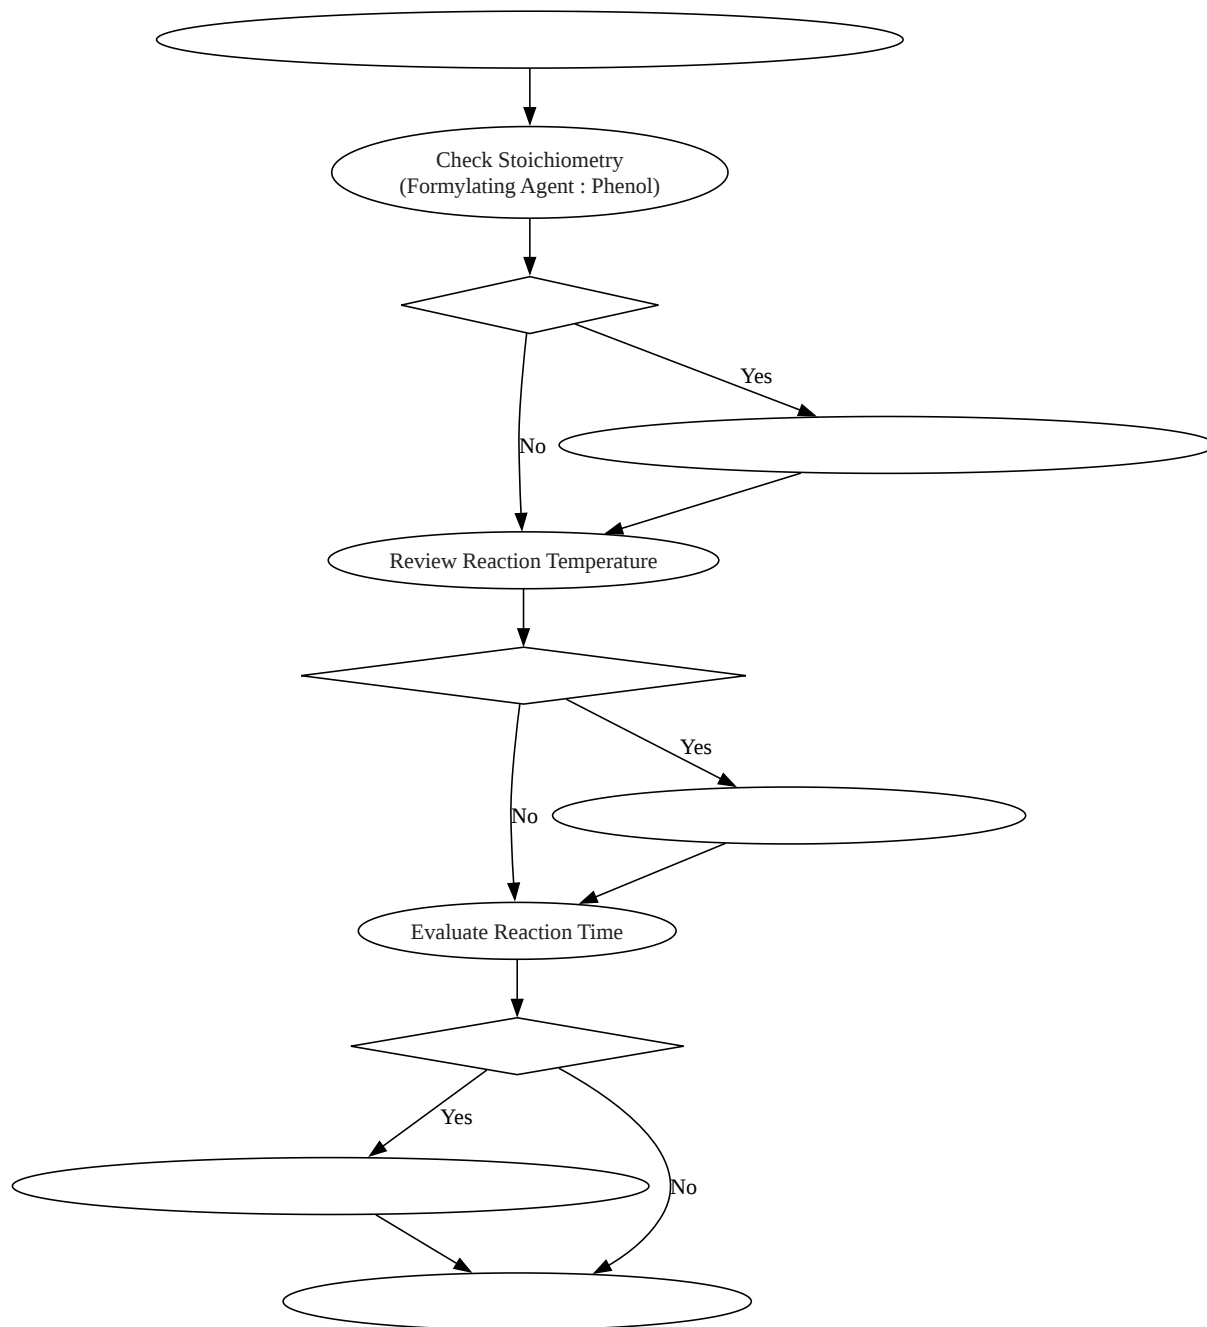 Check Stoichiometry
(Formylating Agent : Phenol)
Yes
No
Review Reaction Temperature
Yes
No
Evaluate Reaction Time
Yes
No